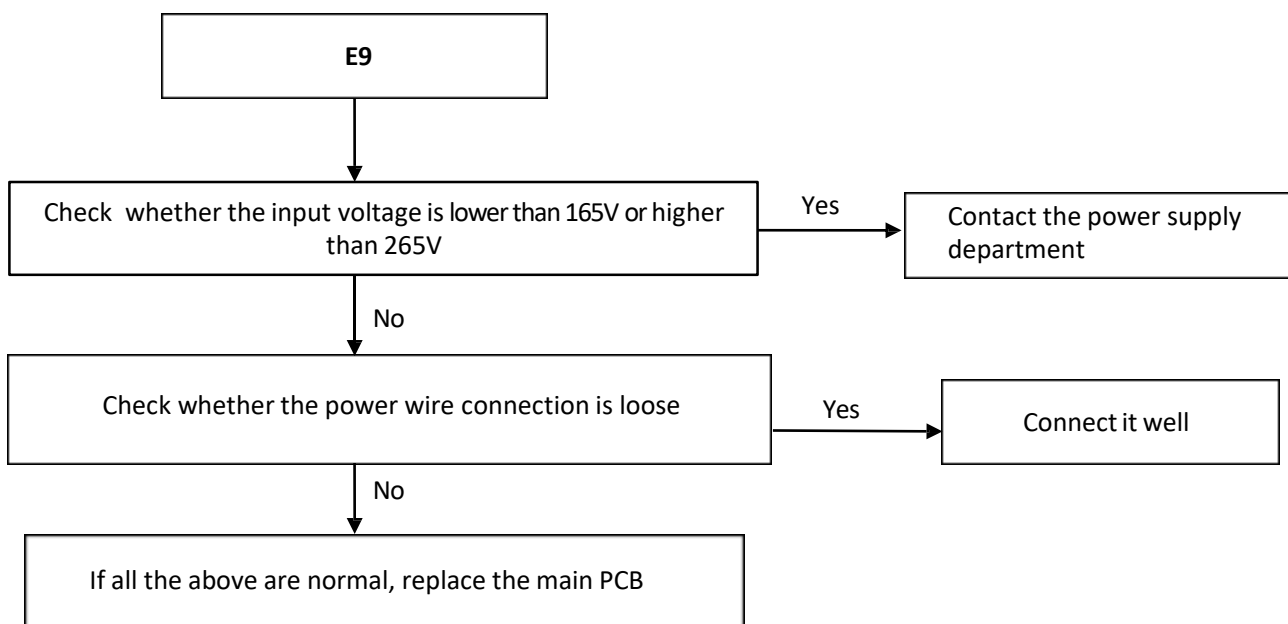 E9
Check whether the input voltage is lower than 165V or higher
than 265V
Yes
Contact the power supply
department
No
Check whether the power wire connection is loose
Yes
Connect it well
No
If all the above are normal, replace the main PCB